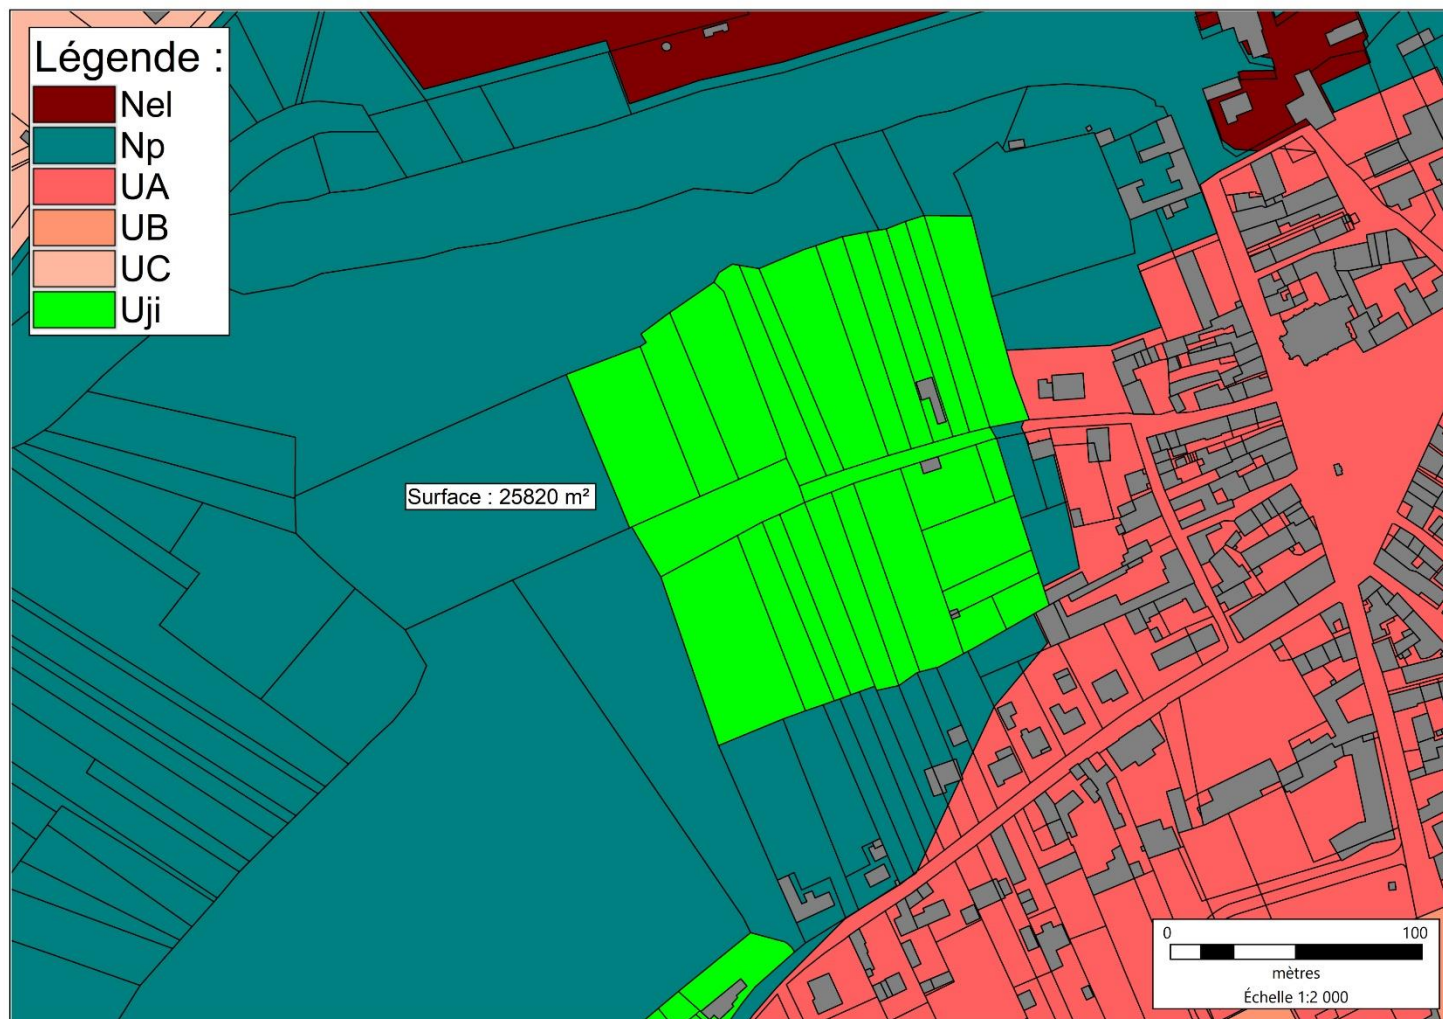 Légende :
Nel
Np
UA
UB
UC
Uji
Surface : 25820 m²
0 100
mètres
Échelle 1:2 000